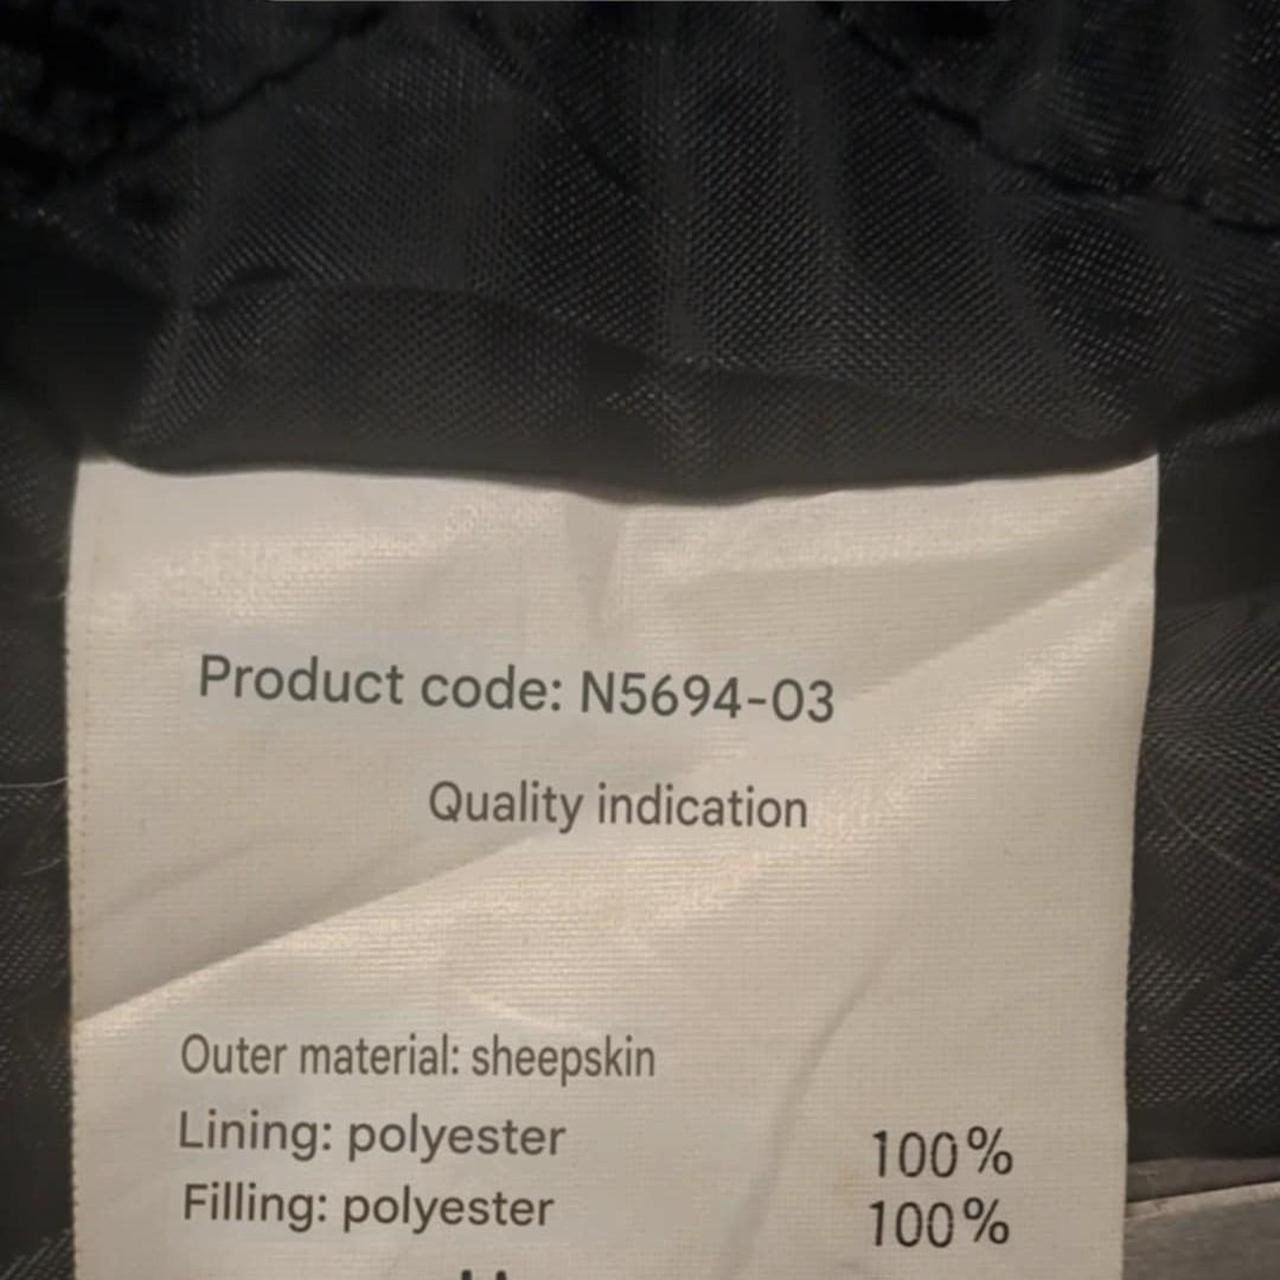 Product code: N5694-03
Quality indication
Outer material: sheepskin
Lining: polyester 100%
Filling: polyester 100%